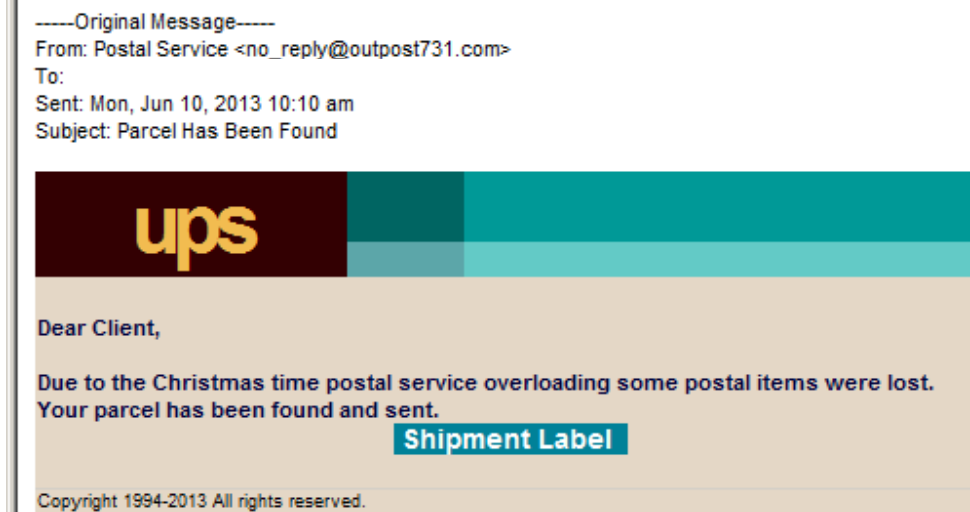 -----Original Message-----
From: Postal Service <no_reply@outpost731.com>
To:
Sent: Mon, Jun 10, 2013 10:10 am
Subject: Parcel Has Been Found
ups
Dear Client,
Due to the Christmas time postal service overloading some postal items were lost.
Your parcel has been found and sent.
Shipment Label
Copyright 1994-2013 All rights reserved.